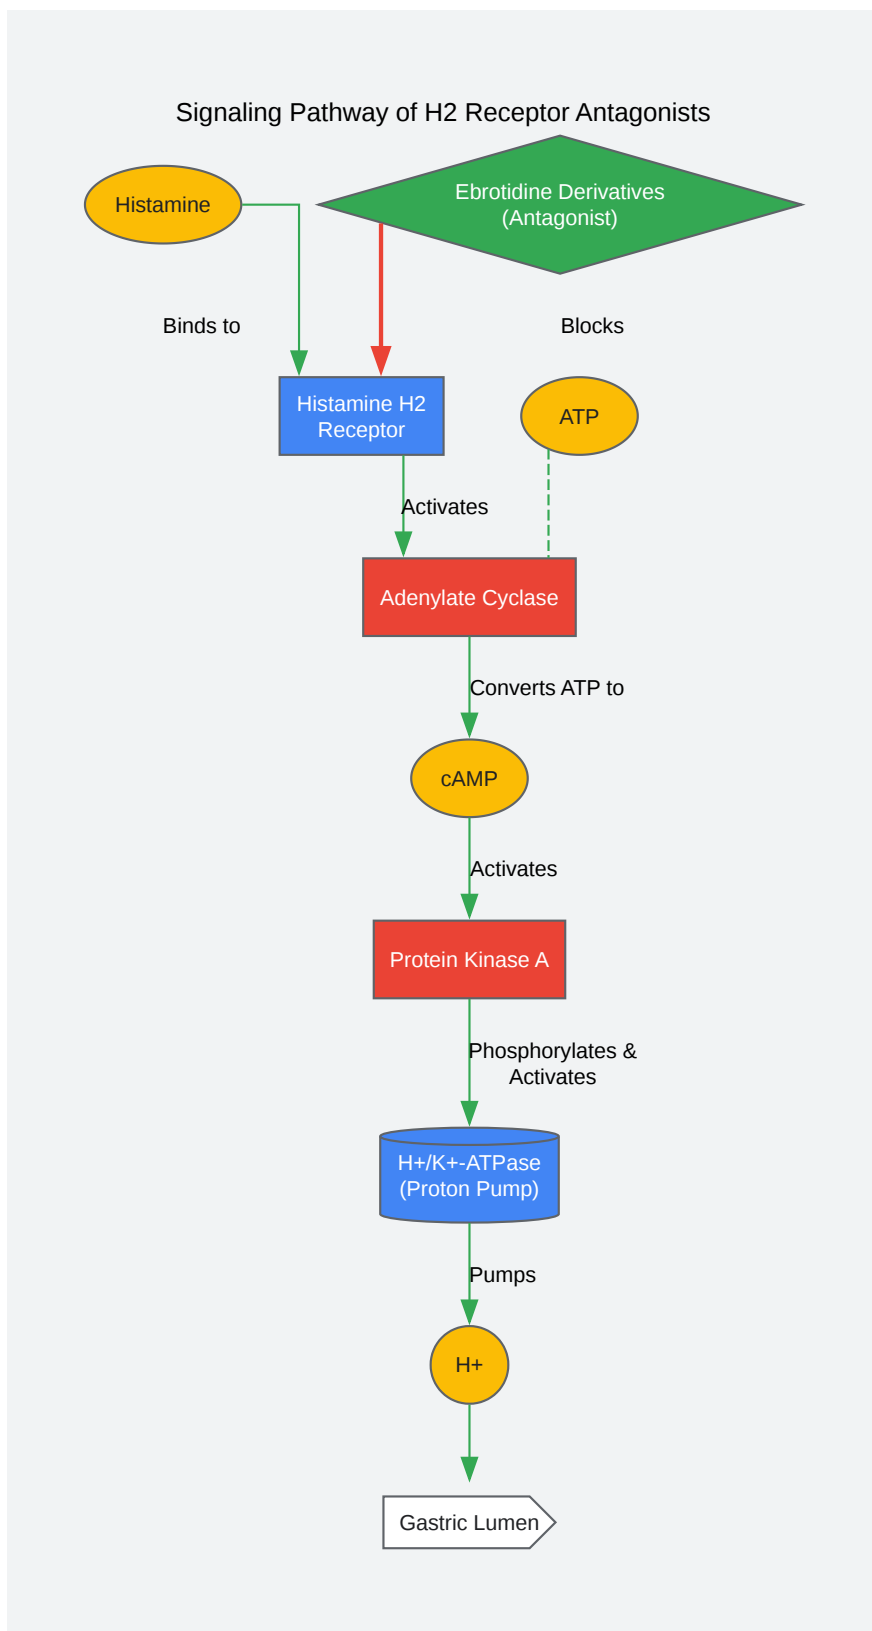 Signaling Pathway of H2 Receptor Antagonists
Histamine
Ebrotidine Derivatives
(Antagonist)
Binds to
Blocks
Histamine H2
Receptor
ATP
Activates
Adenylate Cyclase
Converts ATP to
cAMP
Activates
Protein Kinase A
Phosphorylates &
Activates
H+/K+-ATPase
(Proton Pump)
Pumps
H+
Gastric Lumen